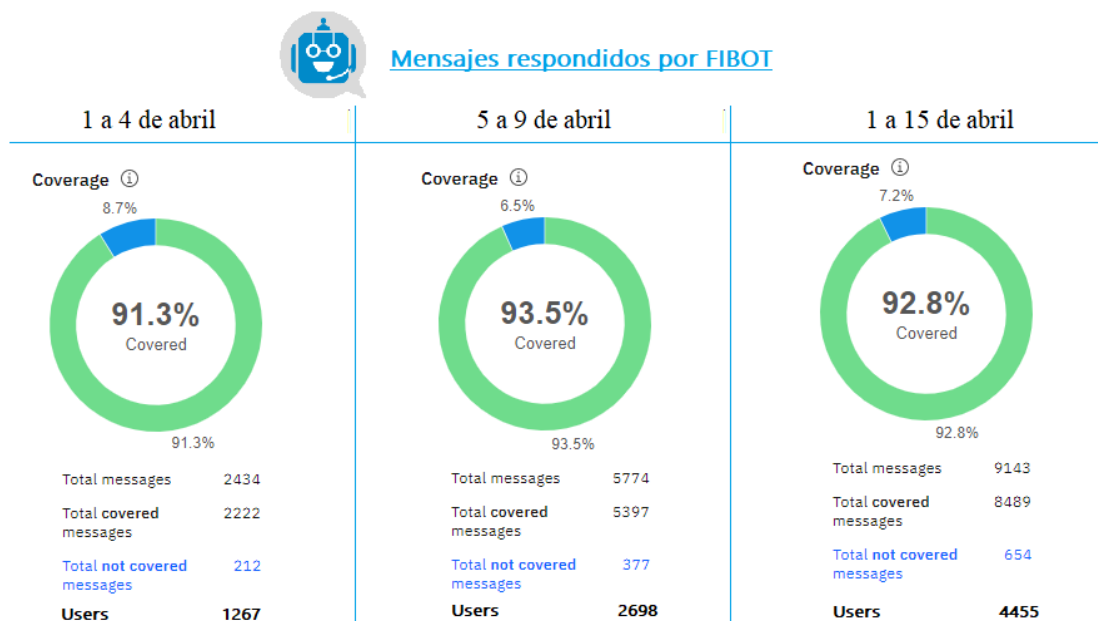 Mensajes respondidos por FIBOT
1 a 4 de abril
Coverage
8.7%
91.3%
Covered
91.3%
Total messages 2434
Total covered 2222
messages
Total not covered 212
messages
Users 1267
5 a 9 de abril
Coverage
6.5%
93.5%
Covered
93.5%
Total messages 5774
Total covered 5397
messages
Total not covered 377
messages
Users 2698
1 a 15 de abril
Coverage
7.2%
92.8%
Covered
92.8%
Total messages 9143
Total covered 8489
messages
Total not covered 654
messages
Users 4455